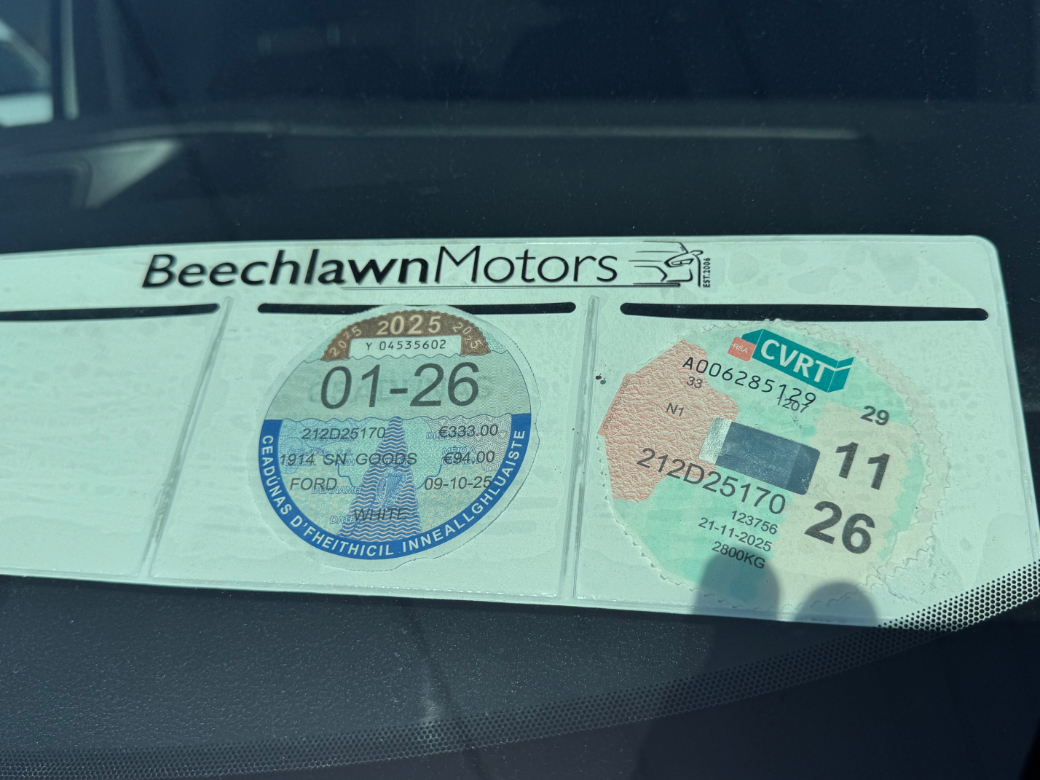 BeechlawnMotors
EST.2006
2025 2025 2025
Y 04535602
01-26
212D25170 €333.00
1914 SN GOODS €94.00
FORD 09-10-25
WHITE
CEADÚNAS D'FHEITHICIL INNEALLGHLUAISTE
RSA CVRT
A006285129
33 1207
N1
29
11
26
212D25170
123756
21-11-2025
2800KG